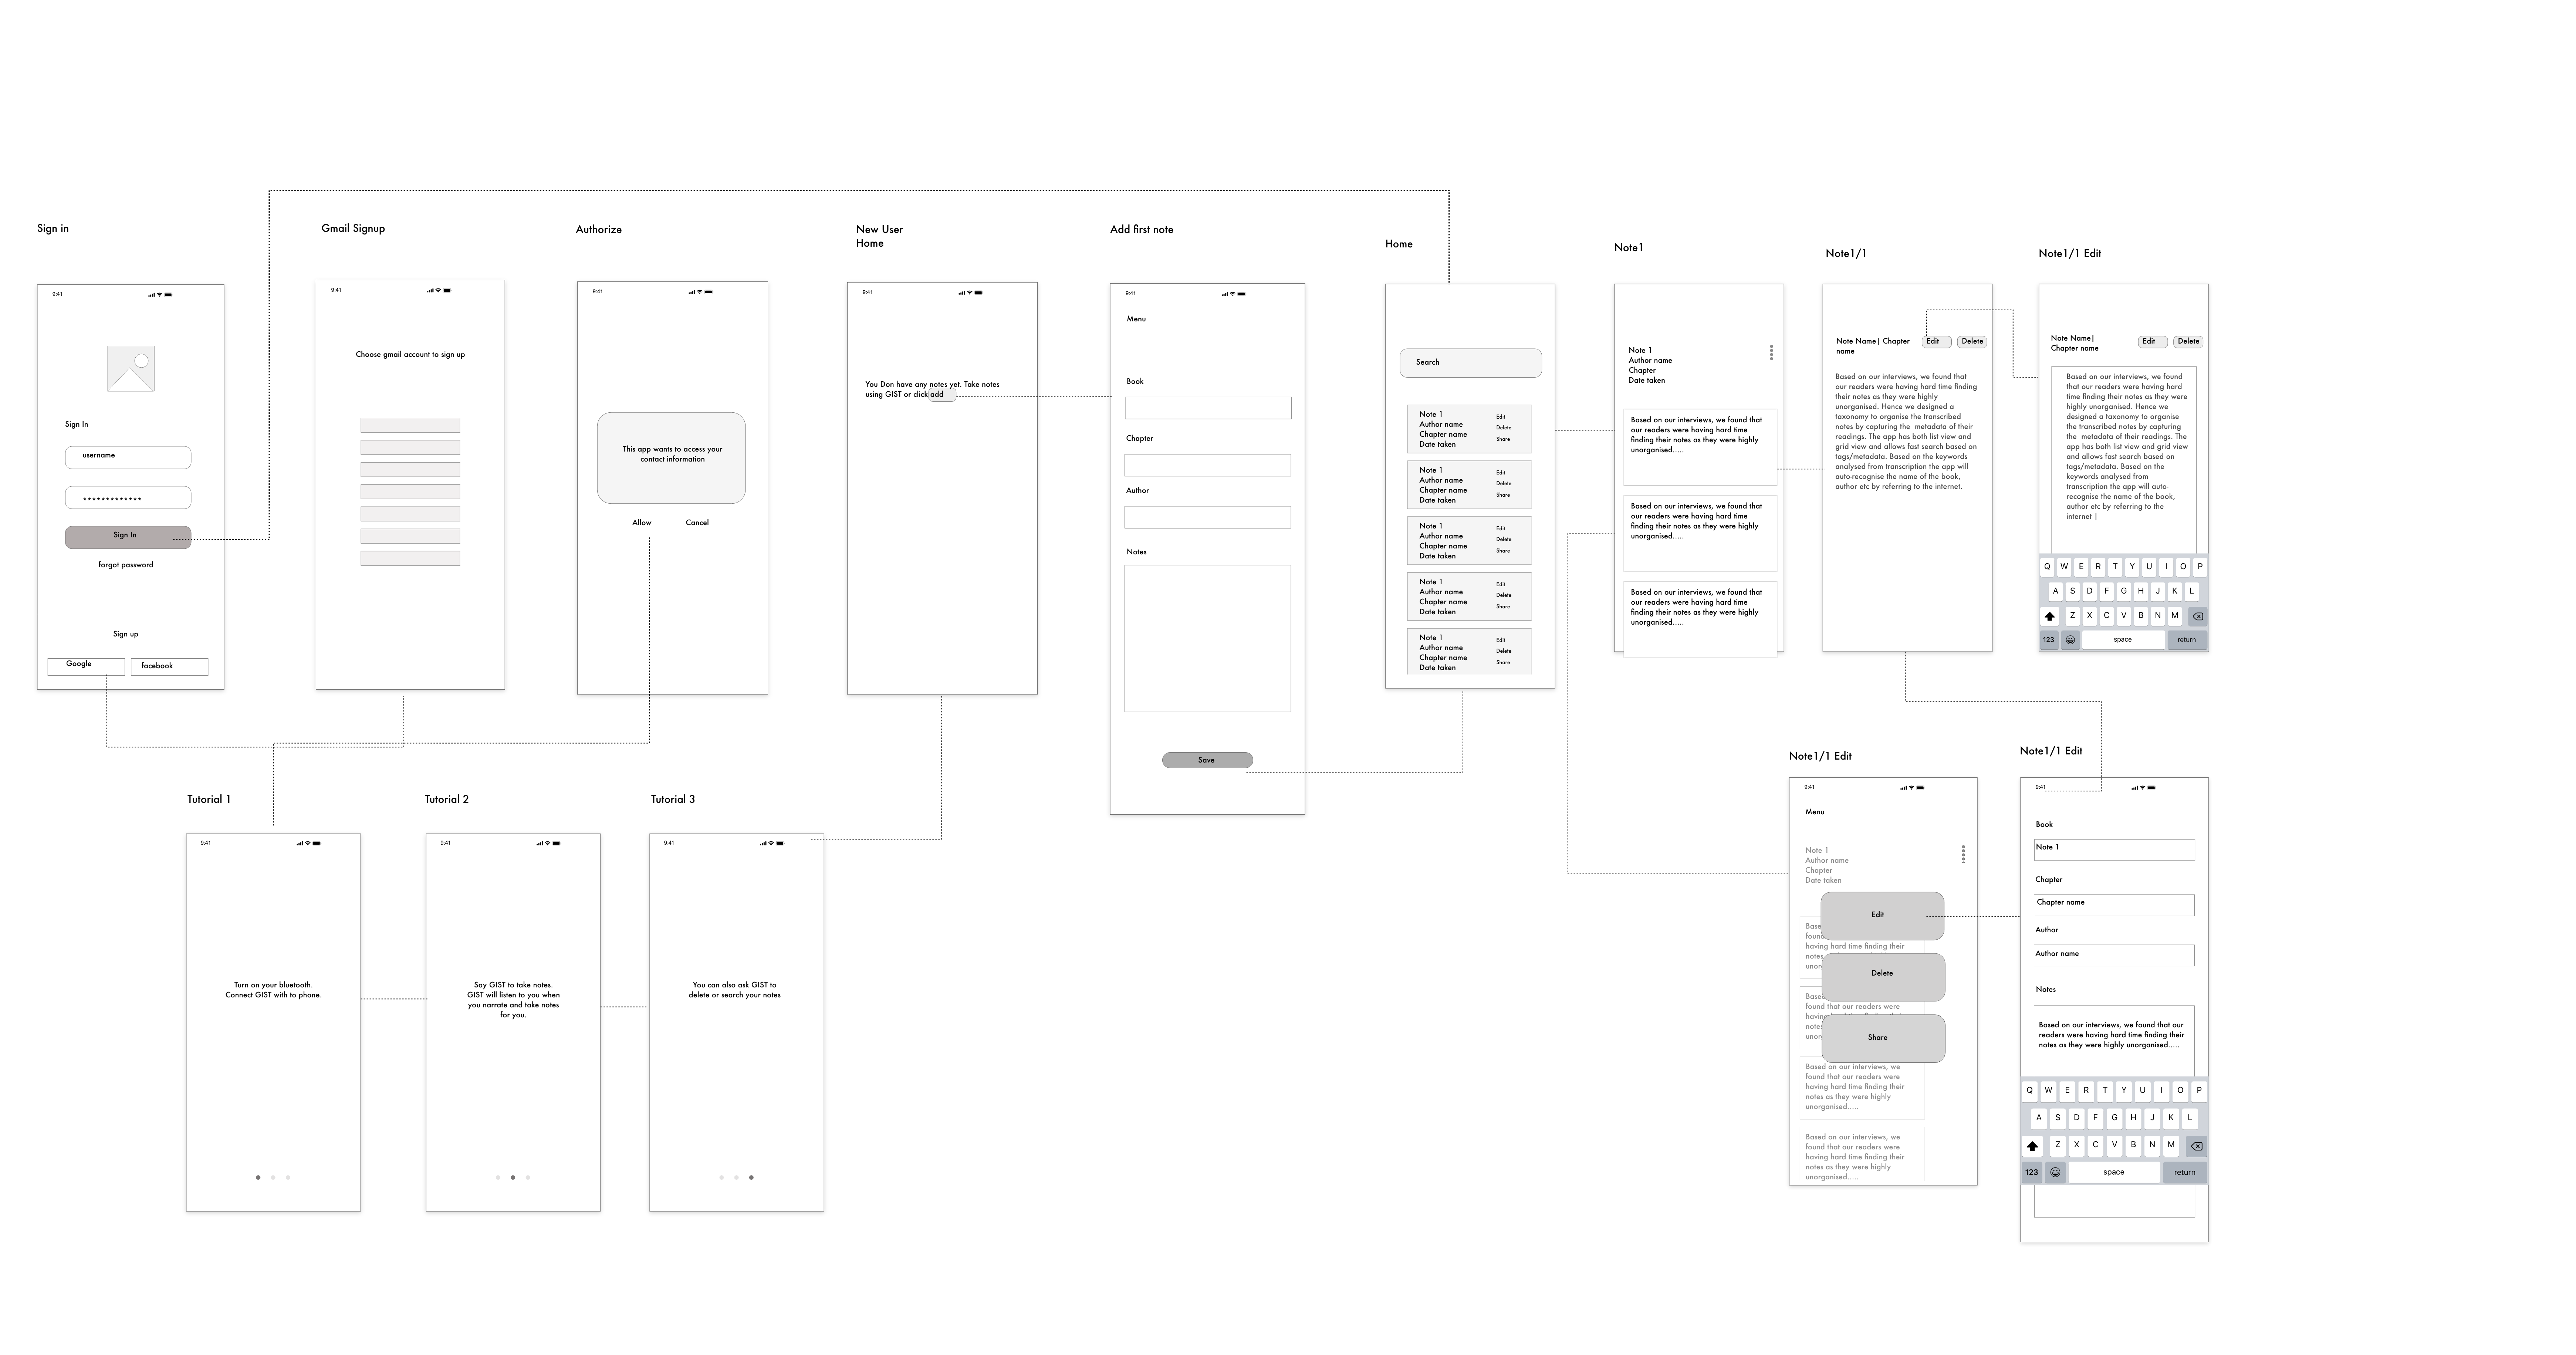 Sign in
9:41
Sign In
username
*************
Sign In
forgot password
Sign up
Google
facebook
Gmail Signup
9:41
Choose gmail account to sign up
Authorize
9:41
This app wants to access your
contact information
Allow
Cancel
New User
Home
9:41
You Don have any notes yet. Take notes
using GIST or click add
Add first note
9:41
Menu
Book
Chapter
Author
Notes
Save
Home
Search
Note 1
Author name
Chapter name
Date taken
Edit
Delete
Share
Note 1
Author name
Chapter name
Date taken
Edit
Delete
Share
Note 1
Author name
Chapter name
Date taken
Edit
Delete
Share
Note 1
Author name
Chapter name
Date taken
Edit
Delete
Share
Note 1
Author name
Chapter name
Date taken
Edit
Delete
Share
Note1
Note 1
Author name
Chapter
Date taken
Based on our interviews, we found that
our readers were having hard time
finding their notes as they were highly
unorganised.....
Based on our interviews, we found that
our readers were having hard time
finding their notes as they were highly
unorganised.....
Based on our interviews, we found that
our readers were having hard time
finding their notes as they were highly
unorganised.....
Note1/1
Note Name| Chapter
name
Edit
Delete
Based on our interviews, we found that
our readers were having hard time finding
their notes as they were highly
unorganised. Hence we designed a
taxonomy to organise the transcribed
notes by capturing the  metadata of their
readings. The app has both list view and
grid view and allows fast search based on
tags/metadata. Based on the keywords
analysed from transcription the app will
auto-recognise the name of the book,
author etc by referring to the internet.
Note1/1 Edit
Note Name|
Chapter name
Edit
Delete
Based on our interviews, we found
that our readers were having hard
time finding their notes as they were
highly unorganised. Hence we
designed a taxonomy to organise
the transcribed notes by capturing
the  metadata of their readings. The
app has both list view and grid view
and allows fast search based on
tags/metadata. Based on the
keywords analysed from
transcription the app will auto-
recognise the name of the book,
author etc by referring to the
internet |
Q W E R T Y U I O P
A S D F G H J K L
Z X C V B N M
123
space
return
Tutorial 1
9:41
Turn on your bluetooth.
Connect GIST with to phone.
Tutorial 2
9:41
Say GIST to take notes.
GIST will listen to you when
you narrate and take notes
for you.
Tutorial 3
9:41
You can also ask GIST to
delete or search your notes
Note1/1 Edit
9:41
Menu
Note 1
Author name
Chapter
Date taken
Edit
Delete
Share
Base
found
having hard time finding their
notes
unor
Based
found that our readers were
havin
notes
unor
Based on our interviews, we
found that our readers were
having hard time finding their
notes as they were highly
unorganised.....
Based on our interviews, we
found that our readers were
having hard time finding their
notes as they were highly
unorganised.....
Note1/1 Edit
9:41
Book
Note 1
Chapter
Chapter name
Author
Author name
Notes
Based on our interviews, we found that our
readers were having hard time finding their
notes as they were highly unorganised.....
Q W E R T Y U I O P
A S D F G H J K L
Z X C V B N M
123
space
return